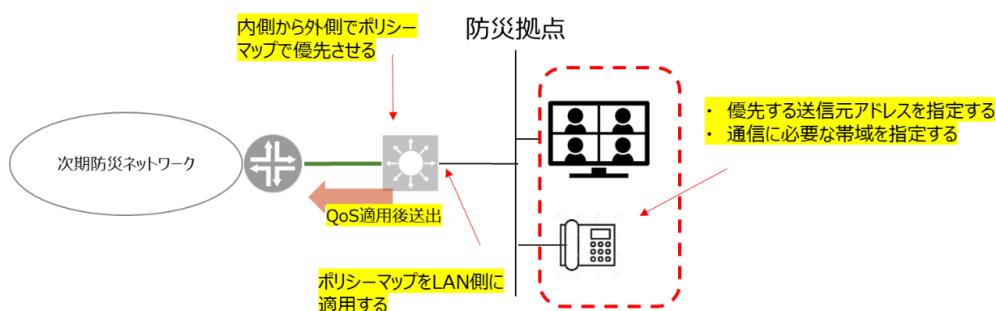 内側から外側でポリシー
マップで優先させる
防災拠点
・ 優先する送信元アドレスを指定する
・ 通信に必要な帯域を指定する
次期防災ネットワーク
QoS適用後送出
ポリシーマップをLAN側に
適用する